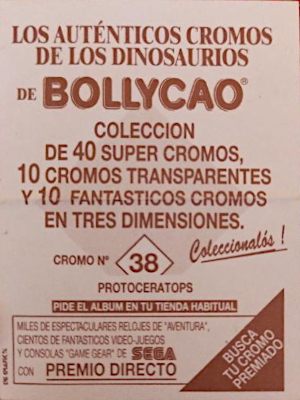 LOS AUTÉNTICOS CROMOS
DE LOS DINOSAURIOS
DE BOLLYCAO®
COLECCION
DE 40 SUPER CROMOS,
10 CROMOS TRANSPARENTES
Y 10 FANTASTICOS CROMOS
EN TRES DIMENSIONES.
Coleccionalós!
CROMO Nº 38
PROTOCERATOPS
PIDE EL ALBUM EN TU TIENDA HABITUAL
MILES DE ESPECTACULARES RELOJES DE "AVENTURA",
CIENTOS DE FANTASTICOS VIDEO-JUEGOS
Y CONSOLAS "GAME GEAR" DE SEGA
CON PREMIO DIRECTO
BUSCA
TU CROMO
PREMIADO